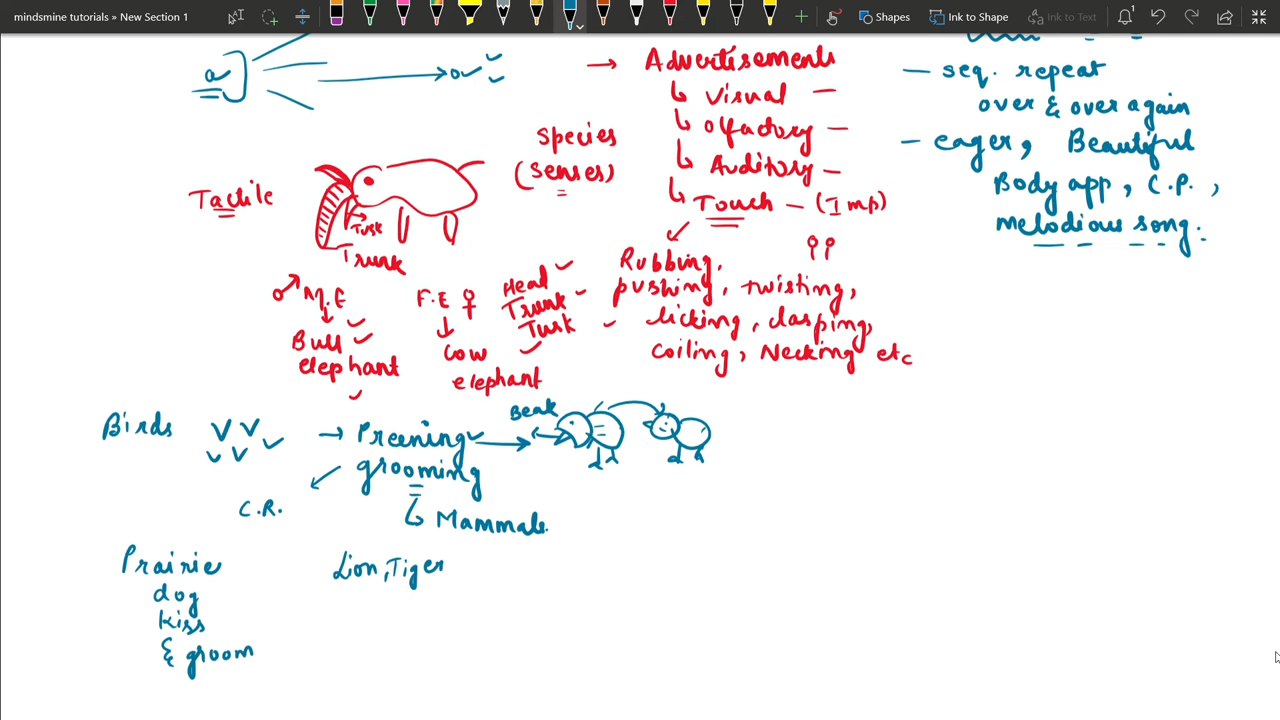 mindsmine tutorials » New Section 1
Shapes
Ink to Shape
Ink to Text
a
→ Advertisements
↳ Visual –
↳ Olfactory –
↳ Auditory –
↳ Touch – (Imp)
Species
(senses)
– seq. repeat
over & over again
– eager, Beautiful
Body app, C.P.,
melodious song.
Tactile
Tusk
Trunk
♂ M.E
Bull
elephant
F.E ♀
Cow
elephant
Head
Trunk
Tusk
Rubbing,
pushing, twisting,
licking, clasping,
coiling, Necking etc
Birds
→ Preening
grooming
Beak
C.R.
↳ Mammals
Prairie
dog
kiss
& groom
Lion, Tiger